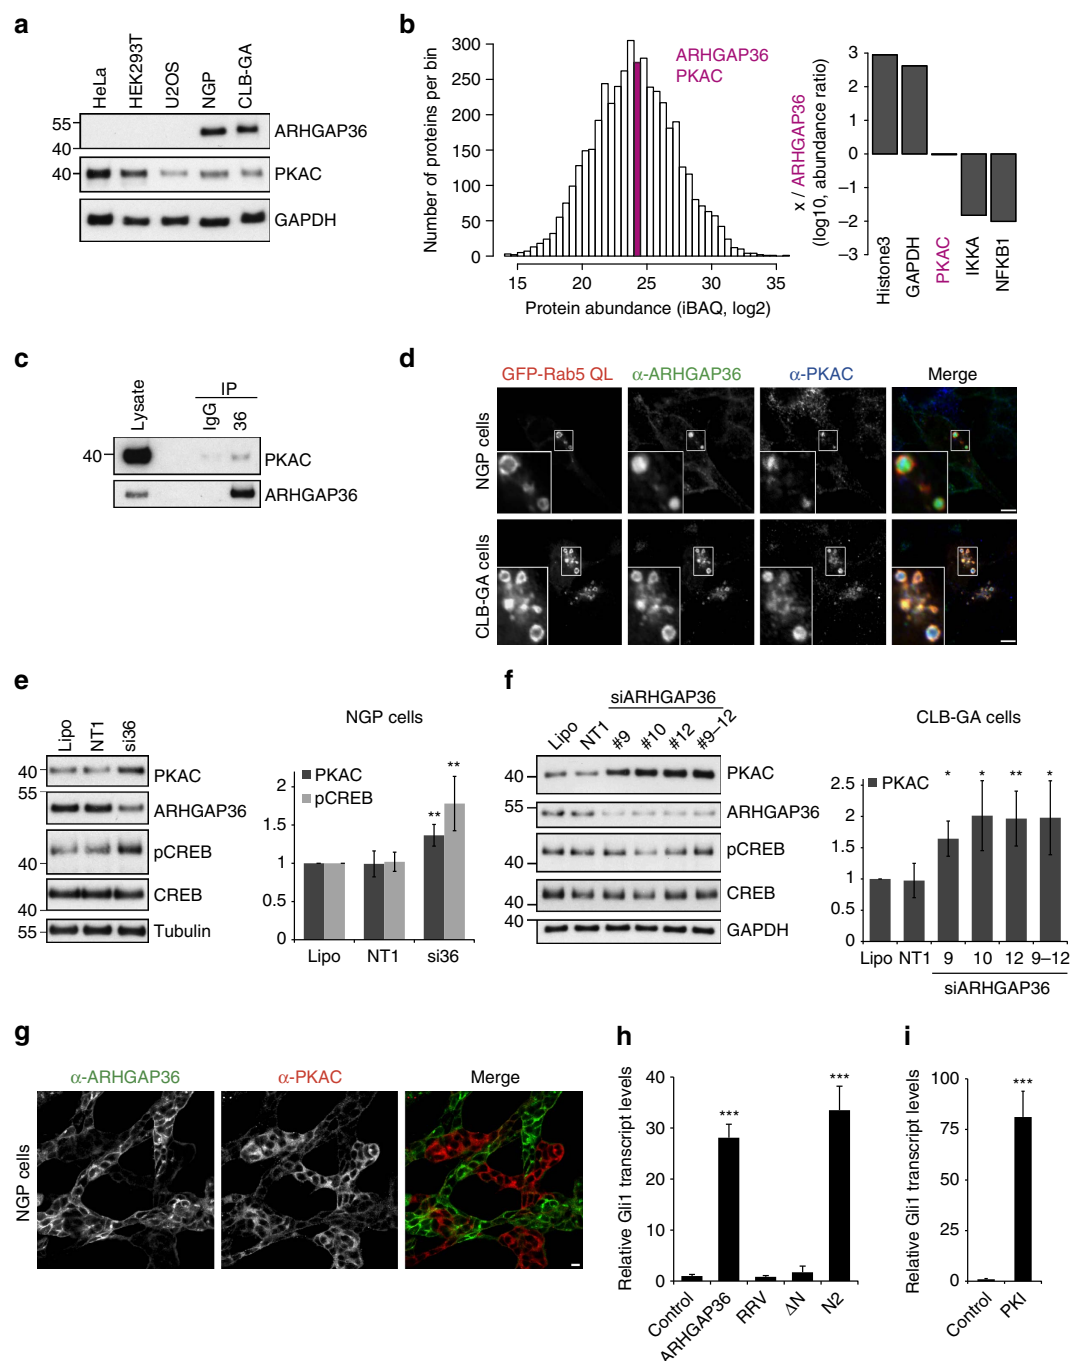 a
HeLa
HEK293T
U2OS
NGP
CLB-GA
55
40
ARHGAP36
40
PKAC
GAPDH
b
Number of proteins per bin
300
250
200
150
100
50
0
15 20 25 30 35
Protein abundance (iBAQ, log2)
ARHGAP36
PKAC
x / ARHGAP36
(log10, abundance ratio)
3
2
1
0
−1
−2
−3
Histone3
GAPDH
PKAC
IKKA
NFKB1
c
Lysate
IP
IgG
36
40
PKAC
ARHGAP36
d
GFP-Rab5 QL
α-ARHGAP36
α-PKAC
Merge
NGP cells
CLB-GA cells
e
Lipo
NT1
si36
40
PKAC
55
ARHGAP36
40
pCREB
CREB
40
55
Tubulin
NGP cells
PKAC
pCREB
2
1.5
1
0.5
0
**
**
Lipo NT1 si36
f
siARHGAP36
Lipo
NT1
#9
#10
#12
#9–12
40
PKAC
55
ARHGAP36
pCREB
40
CREB
40
40
GAPDH
CLB-GA cells
PKAC
2.5
2
1.5
1
0.5
0
* * ** *
Lipo NT1 9 10 12 9–12
siARHGAP36
g
α-ARHGAP36
α-PKAC
Merge
NGP cells
h
Relative Gli1 transcript levels
40
30
20
10
0
***
***
Control
ARHGAP36
RRV
ΔN
N2
i
Relative Gli1 transcript levels
100
75
50
25
0
***
Control
PKI